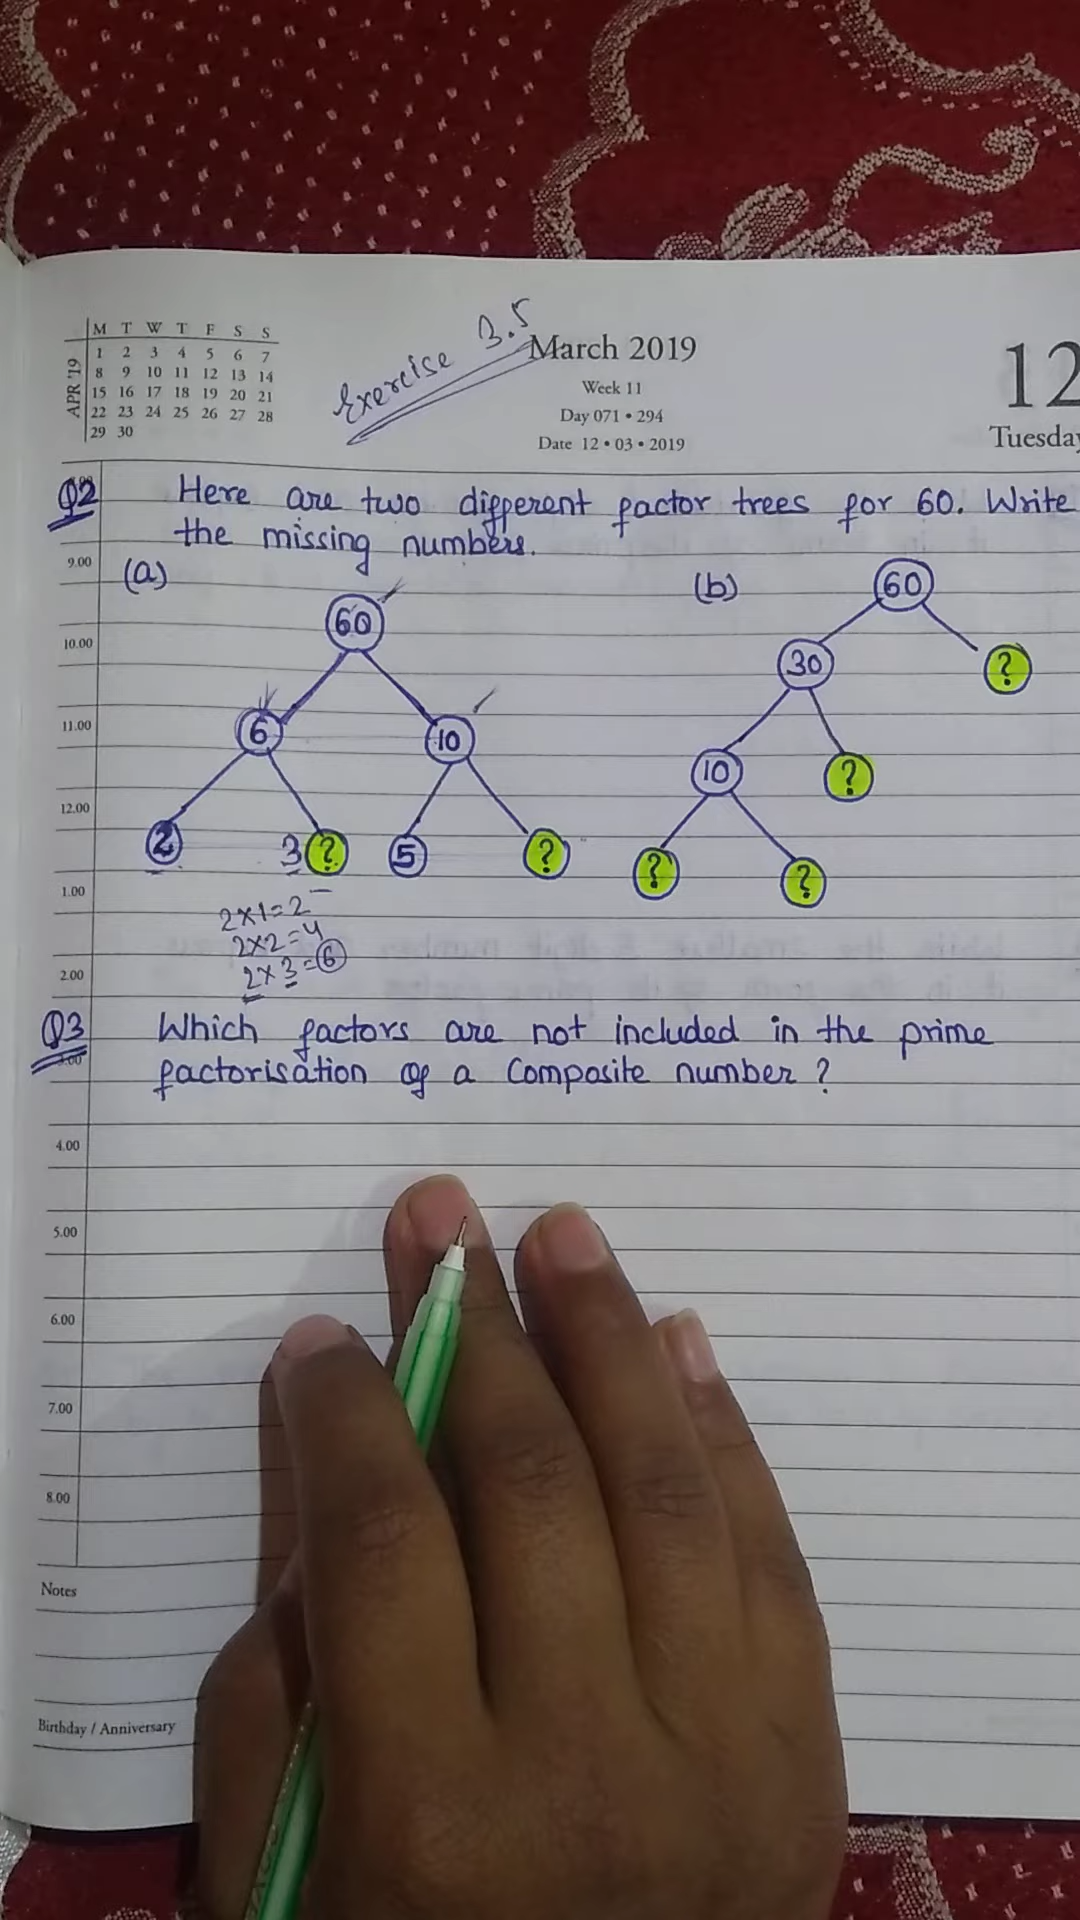 M T W T F S S
APR '19
1 2 3 4 5 6 7
8 9 10 11 12 13 14
15 16 17 18 19 20 21
22 23 24 25 26 27 28
29 30
Exercise 3.5
March 2019
Week 11
Day 071 • 294
Date 12 • 03 • 2019
12
Tuesday
Q2 Here are two different factor trees for 60. Write
the missing numbers.
9.00
(a)
(b)
60
60
10.00
30 ?
11.00
6 10
10 ?
12.00
2 3 ? 5 ?
? ?
1.00
2×1=2
2×2=4
2×3=6
2.00
Q3 Which factors are not included in the prime
3.00
factorisation of a composite number ?
4.00
5.00
6.00
7.00
8.00
Notes
Birthday / Anniversary